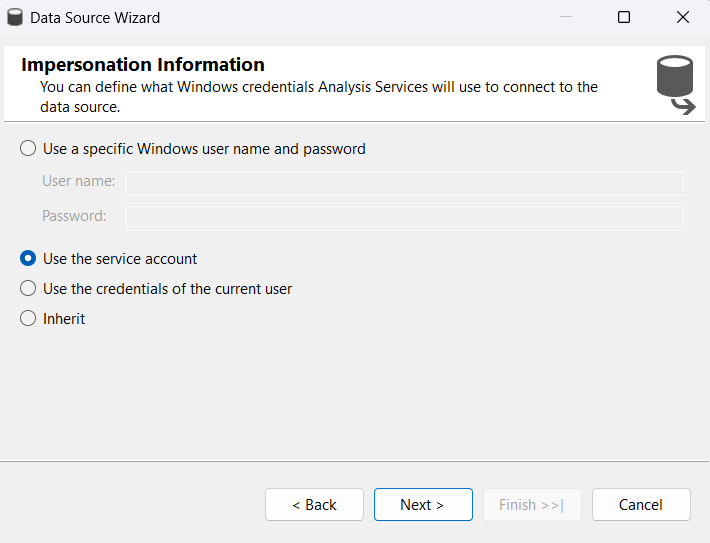 Data Source Wizard
Impersonation Information
You can define what Windows credentials Analysis Services will use to connect to the
data source.
Use a specific Windows user name and password
User name:
Password:
Use the service account
Use the credentials of the current user
Inherit
< Back
Next >
Finish >>|
Cancel